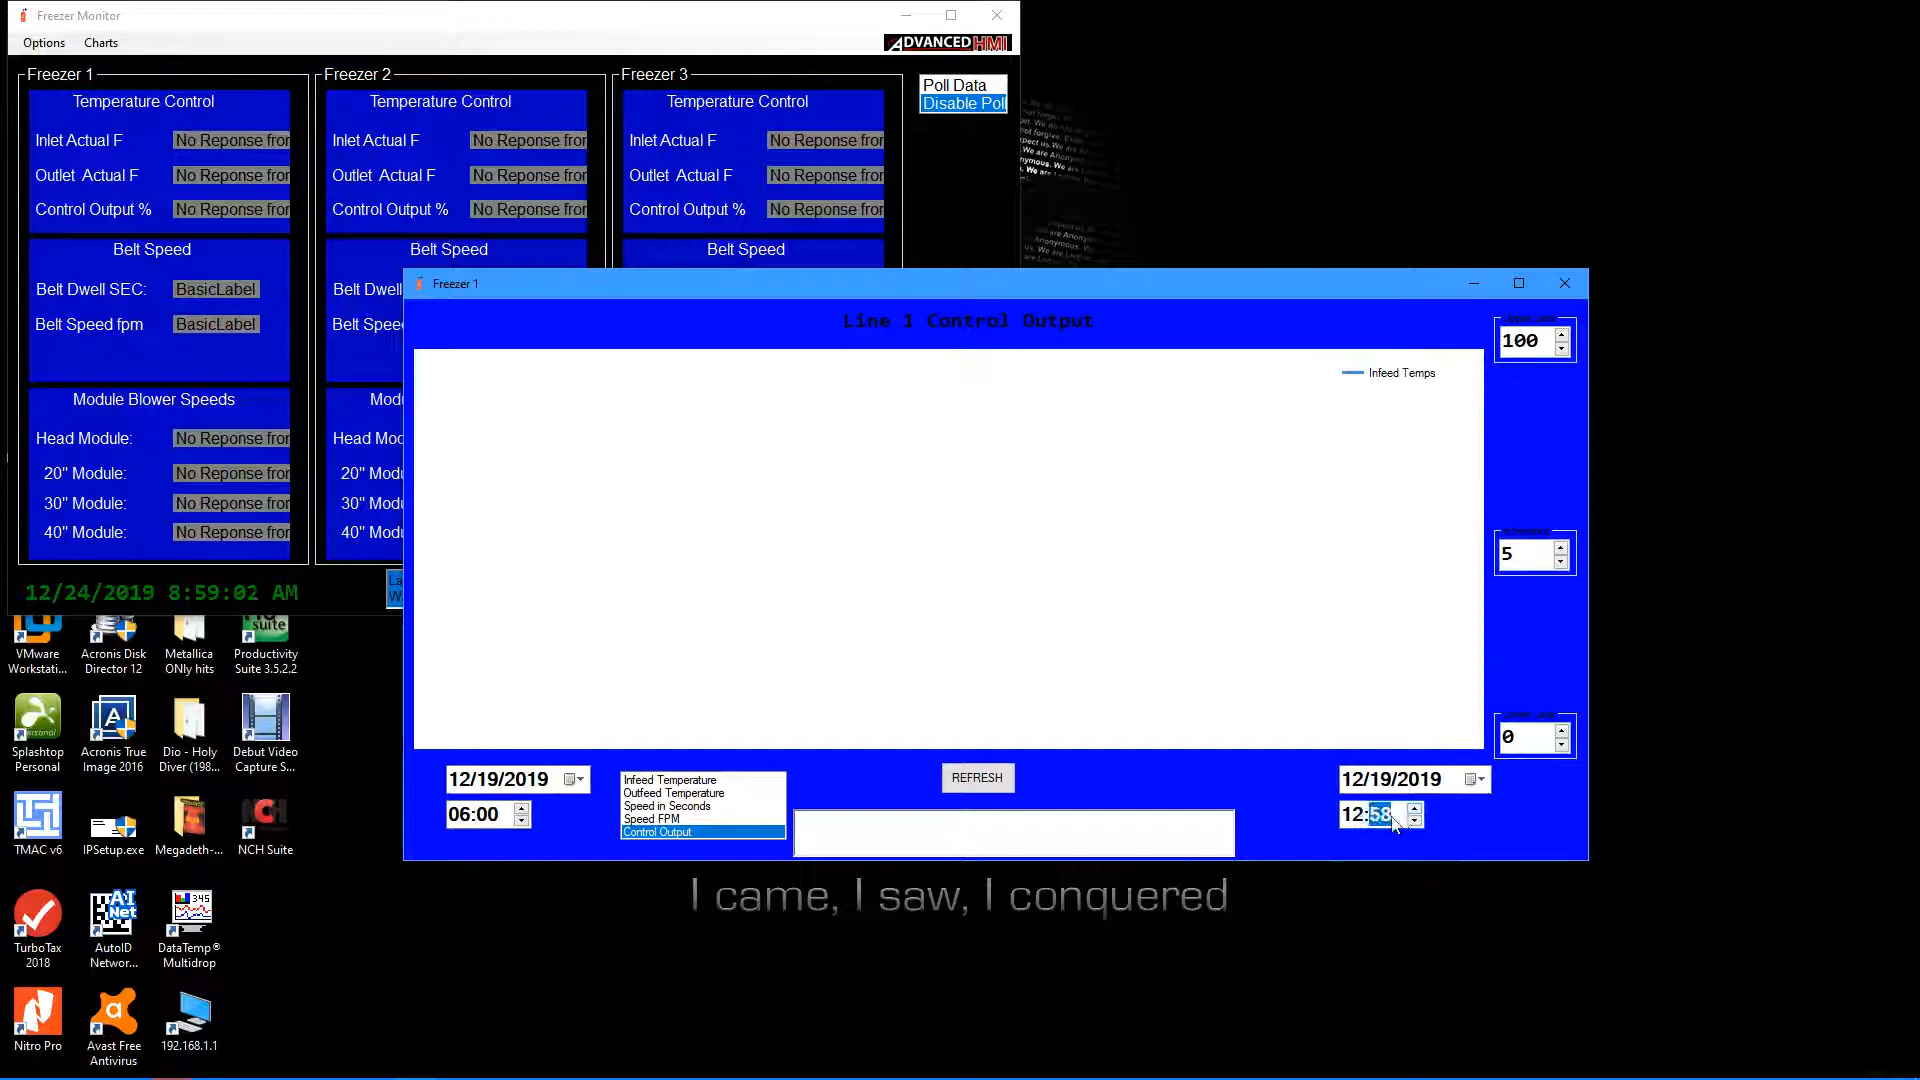 Freezer Monitor
Options Charts
ADVANCEDHMI
Freezer 1
Temperature Control
Inlet Actual F No Reponse fror
Outlet Actual F No Reponse fror
Control Output % No Reponse fror
Belt Speed
Belt Dwell SEC: BasicLabel
Belt Speed fpm BasicLabel
Module Blower Speeds
Head Module: No Reponse fror
20" Module: No Reponse fror
30" Module: No Reponse fror
40" Module: No Reponse fror
Freezer 2
Temperature Control
Inlet Actual F No Reponse fror
Outlet Actual F No Reponse fror
Control Output % No Reponse fror
Belt Speed
Belt Dwell
Belt Spee
Modu
Head Mod
20" Modu
30" Modu
40" Modu
Freezer 3
Temperature Control
Inlet Actual F No Reponse fror
Outlet Actual F No Reponse fror
Control Output % No Reponse fror
Belt Speed
Poll Data
Disable Poll
12/24/2019 8:59:02 AM
La
W
Freezer 1
Line 1 Control Output
Infeed Temps
100
5
0
12/19/2019
06:00
Infeed Temperature
Outfeed Temperature
Speed in Seconds
Speed FPM
Control Output
REFRESH
12/19/2019
12:58
I came, I saw, I conquered
VMware Workstati...
Acronis Disk Director 12
Metallica ONly hits
suite
Productivity Suite 3.5.2.2
Splashtop Personal
Acronis True Image 2016
Dio - Holy Diver (198...
Debut Video Capture S...
TMAC v6
IPSetup.exe
Megadeth-...
NCH
NCH Suite
TurboTax 2018
AI Net
AutoID Networ...
345
DataTemp® Multidrop
Nitro Pro
Avast Free Antivirus
192.168.1.1